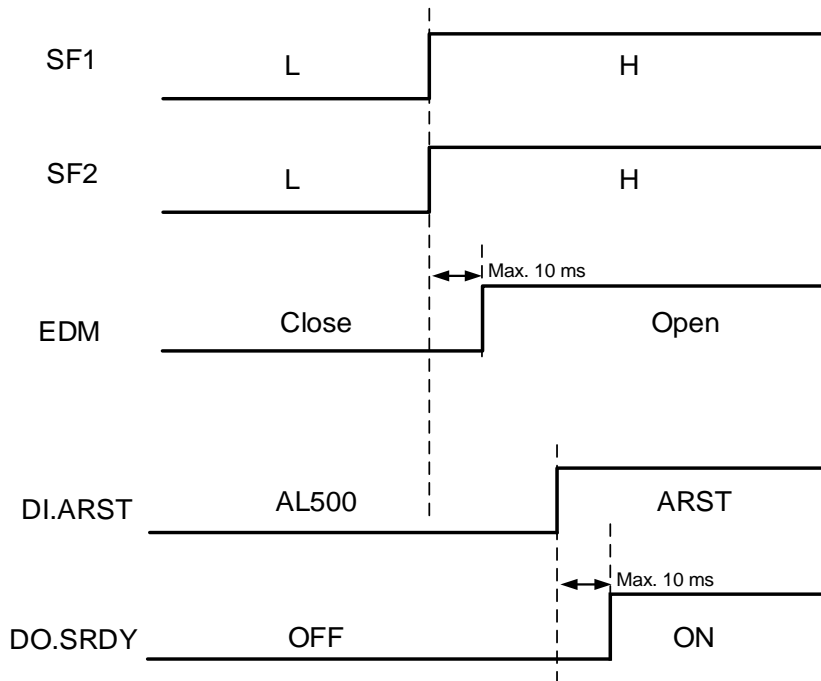 SF1 L H
SF2 L H
Max. 10 ms
EDM Close Open
DI.ARST AL500 ARST
Max. 10 ms
DO.SRDY OFF ON